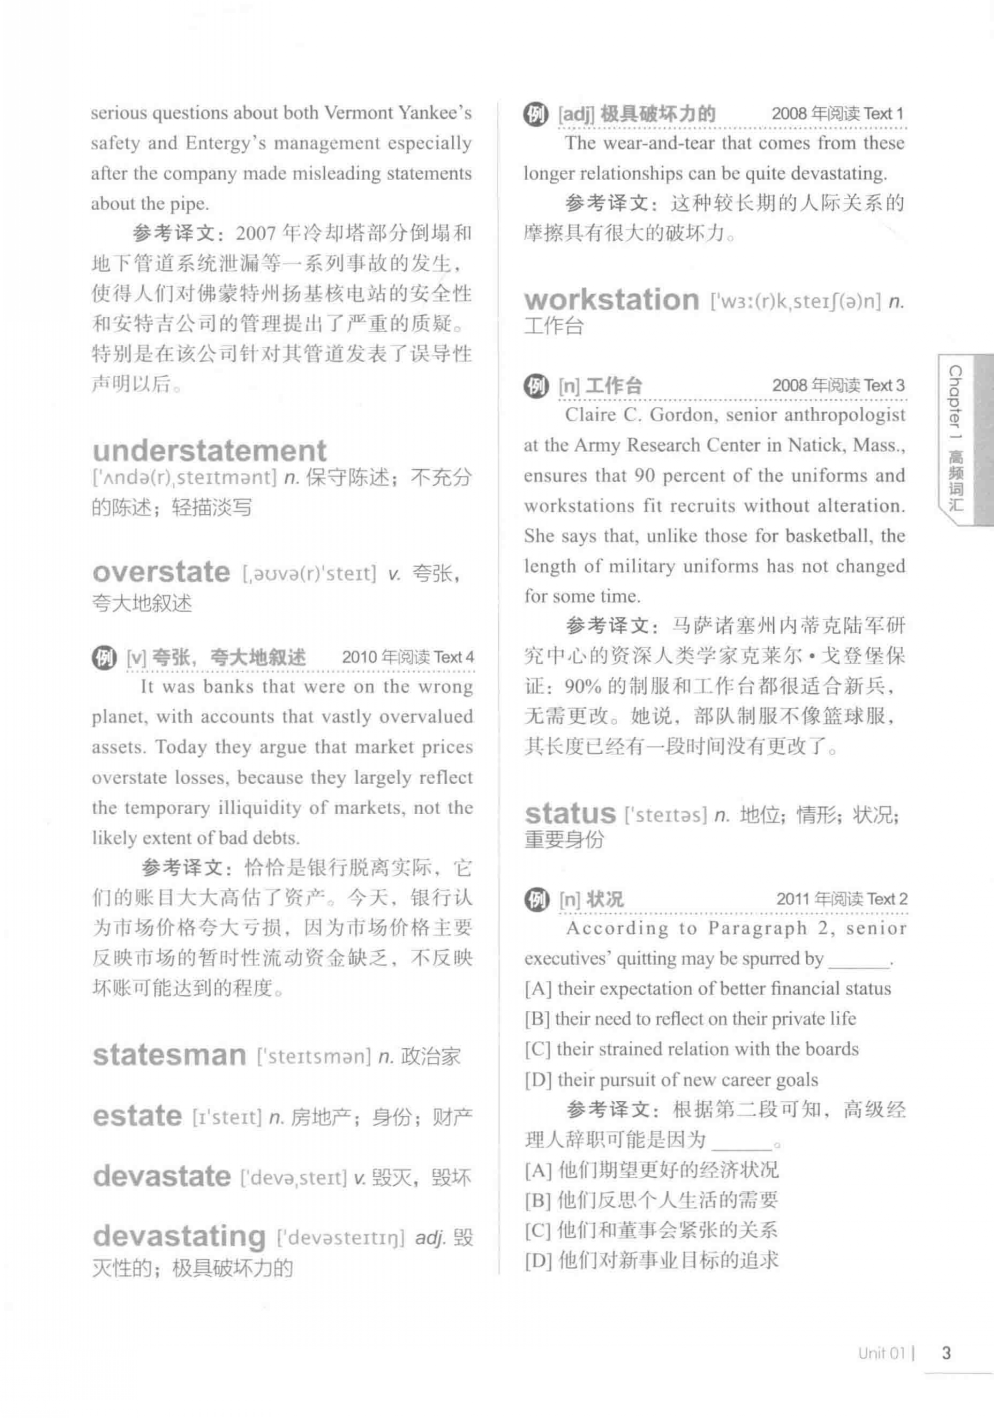 serious questions about both Vermont Yankee's
safety and Entergy's management especially
after the company made misleading statements
about the pipe.
参考译文：2007 年冷却塔部分倒塌和
地下管道系统泄漏等一系列事故的发生，
使得人们对佛蒙特州扬基核电站的安全性
和安特吉公司的管理提出了严重的质疑。
特别是在该公司针对其管道发表了误导性
声明以后。
understatement
['ʌndə(r)ˌsteɪtmənt] n. 保守陈述；不充分
的陈述；轻描淡写
overstate [ˌəʊvə(r)'steɪt] v. 夸张，
夸大地叙述
例 [v] 夸张，夸大地叙述 2010 年阅读 Text 4
It was banks that were on the wrong
planet, with accounts that vastly overvalued
assets. Today they argue that market prices
overstate losses, because they largely reflect
the temporary illiquidity of markets, not the
likely extent of bad debts.
参考译文：恰恰是银行脱离实际，它
们的账目大大高估了资产。今天，银行认
为市场价格夸大亏损，因为市场价格主要
反映市场的暂时性流动资金缺乏，不反映
坏账可能达到的程度。
statesman ['steɪtsmən] n. 政治家
estate [ɪ'steɪt] n. 房地产；身份；财产
devastate ['devəˌsteɪt] v. 毁灭，毁坏
devastating ['devəsteɪtɪŋ] adj. 毁
灭性的；极具破坏力的
例 [adj] 极具破坏力的 2008 年阅读 Text 1
The wear-and-tear that comes from these
longer relationships can be quite devastating.
参考译文：这种较长期的人际关系的
摩擦具有很大的破坏力。
workstation ['wɜː(r)kˌsteɪʃ(ə)n] n.
工作台
例 [n] 工作台 2008 年阅读 Text 3
Claire C. Gordon, senior anthropologist
at the Army Research Center in Natick, Mass.,
ensures that 90 percent of the uniforms and
workstations fit recruits without alteration.
She says that, unlike those for basketball, the
length of military uniforms has not changed
for some time.
参考译文：马萨诸塞州内蒂克陆军研
究中心的资深人类学家克莱尔·戈登堡保
证：90% 的制服和工作台都很适合新兵，
无需更改。她说，部队制服不像篮球服，
其长度已经有一段时间没有更改了。
status ['steɪtəs] n. 地位；情形；状况；
重要身份
例 [n] 状况 2011 年阅读 Text 2
According to Paragraph 2, senior
executives' quitting may be spurred by ______.
[A] their expectation of better financial status
[B] their need to reflect on their private life
[C] their strained relation with the boards
[D] their pursuit of new career goals
参考译文：根据第二段可知，高级经
理人辞职可能是因为 ______。
[A] 他们期望更好的经济状况
[B] 他们反思个人生活的需要
[C] 他们和董事会紧张的关系
[D] 他们对新事业目标的追求
Chapter 1 高频词汇
Unit 01 | 3